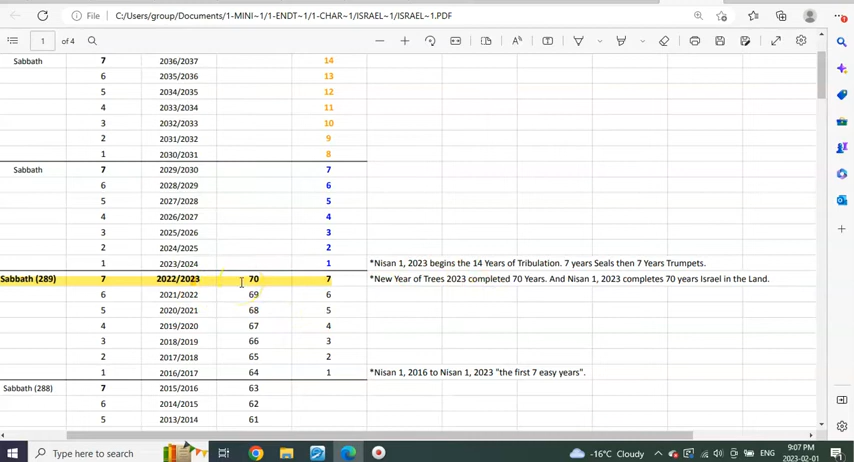 File C:/Users/group/Documents/1-MINI~1/1-ENDT~1/1-CHAR~1/ISRAEL~1/ISRAEL~1.PDF
1 of 4
Sabbath 7 2036/2037 14
6 2035/2036 13
5 2034/2035 12
4 2033/2034 11
3 2032/2033 10
2 2031/2032 9
1 2030/2031 8
Sabbath 7 2029/2030 7
6 2028/2029 6
5 2027/2028 5
4 2026/2027 4
3 2025/2026 3
2 2024/2025 2
1 2023/2024 1 *Nisan 1, 2023 begins the 14 Years of Tribulation. 7 years Seals then 7 Years Trumpets.
Sabbath (289) 7 2022/2023 70 7 *New Year of Trees 2023 completed 70 Years. And Nisan 1, 2023 completes 70 years Israel in the Land.
6 2021/2022 69 6
5 2020/2021 68 5
4 2019/2020 67 4
3 2018/2019 66 3
2 2017/2018 65 2
1 2016/2017 64 1 *Nisan 1, 2016 to Nisan 1, 2023 "the first 7 easy years".
Sabbath (288) 7 2015/2016 63
6 2014/2015 62
5 2013/2014 61
Type here to search
-16°C Cloudy
ENG
9:07 PM
2023-02-01